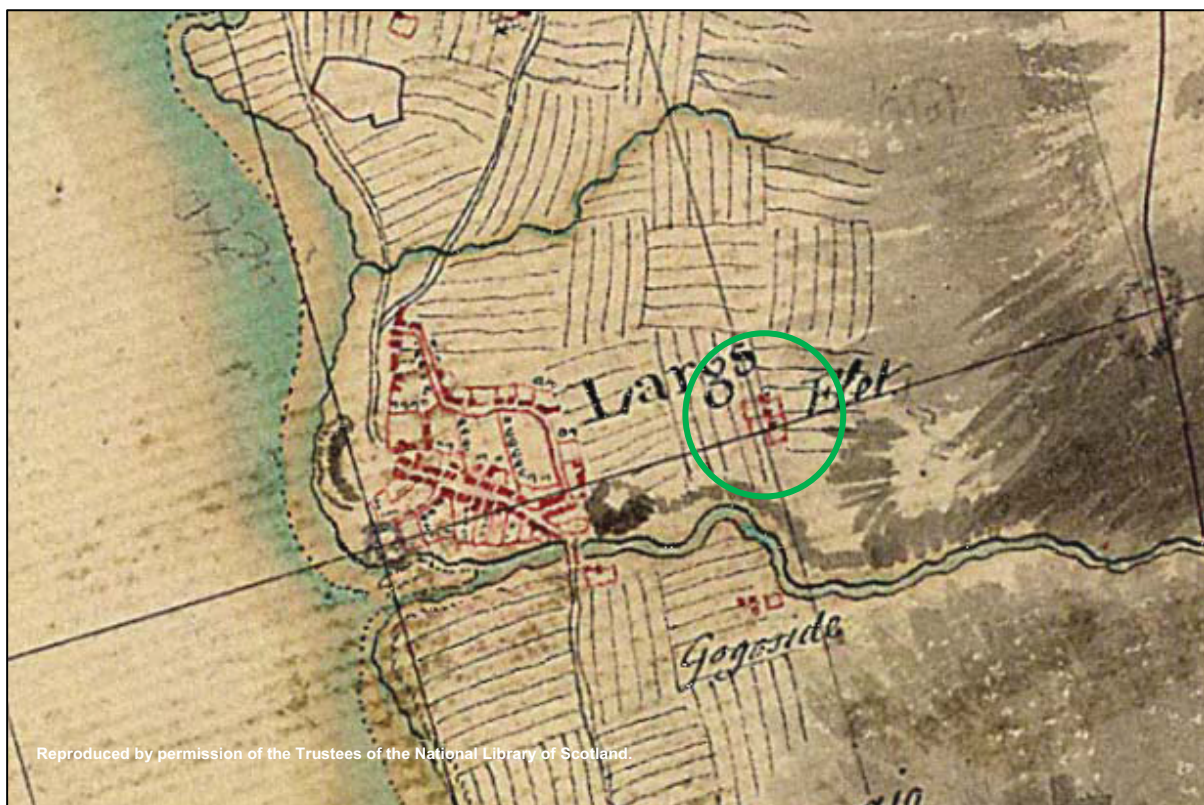 Largs
Flet
Gogoside
Reproduced by permission of the Trustees of the National Library of Scotland.